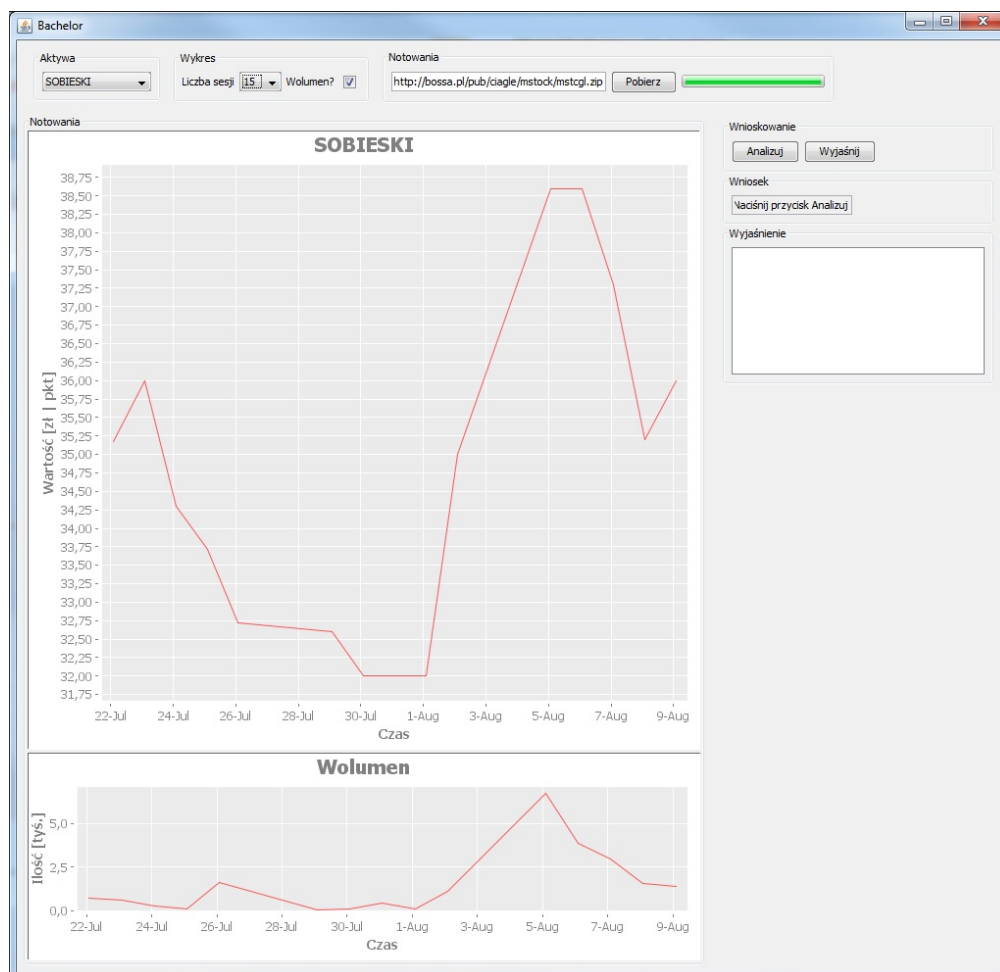 Bachelor
Aktywa
Wykres
Notowania
SOBIESKI
Liczba sesji 15 Wolumen?
http://bossa.pl/pub/ciagle/mstock/mstcgl.zip
Pobierz
Notowania
SOBIESKI
38,75
38,50
38,25
38,00
37,75
37,50
37,25
37,00
36,75
36,50
36,25
36,00
35,75
35,50
35,25
35,00
34,75
34,50
34,25
34,00
33,75
33,50
33,25
33,00
32,75
32,50
32,25
32,00
31,75
Wartość [zł | pkt]
22-Jul 24-Jul 26-Jul 28-Jul 30-Jul 1-Aug 3-Aug 5-Aug 7-Aug 9-Aug
Czas
Wolumen
Ilość [tyś.]
5,0
2,5
0,0
22-Jul 24-Jul 26-Jul 28-Jul 30-Jul 1-Aug 3-Aug 5-Aug 7-Aug 9-Aug
Czas
Wnioskowanie
Analizuj Wyjaśnij
Wniosek
Naciśnij przycisk Analizuj
Wyjaśnienie